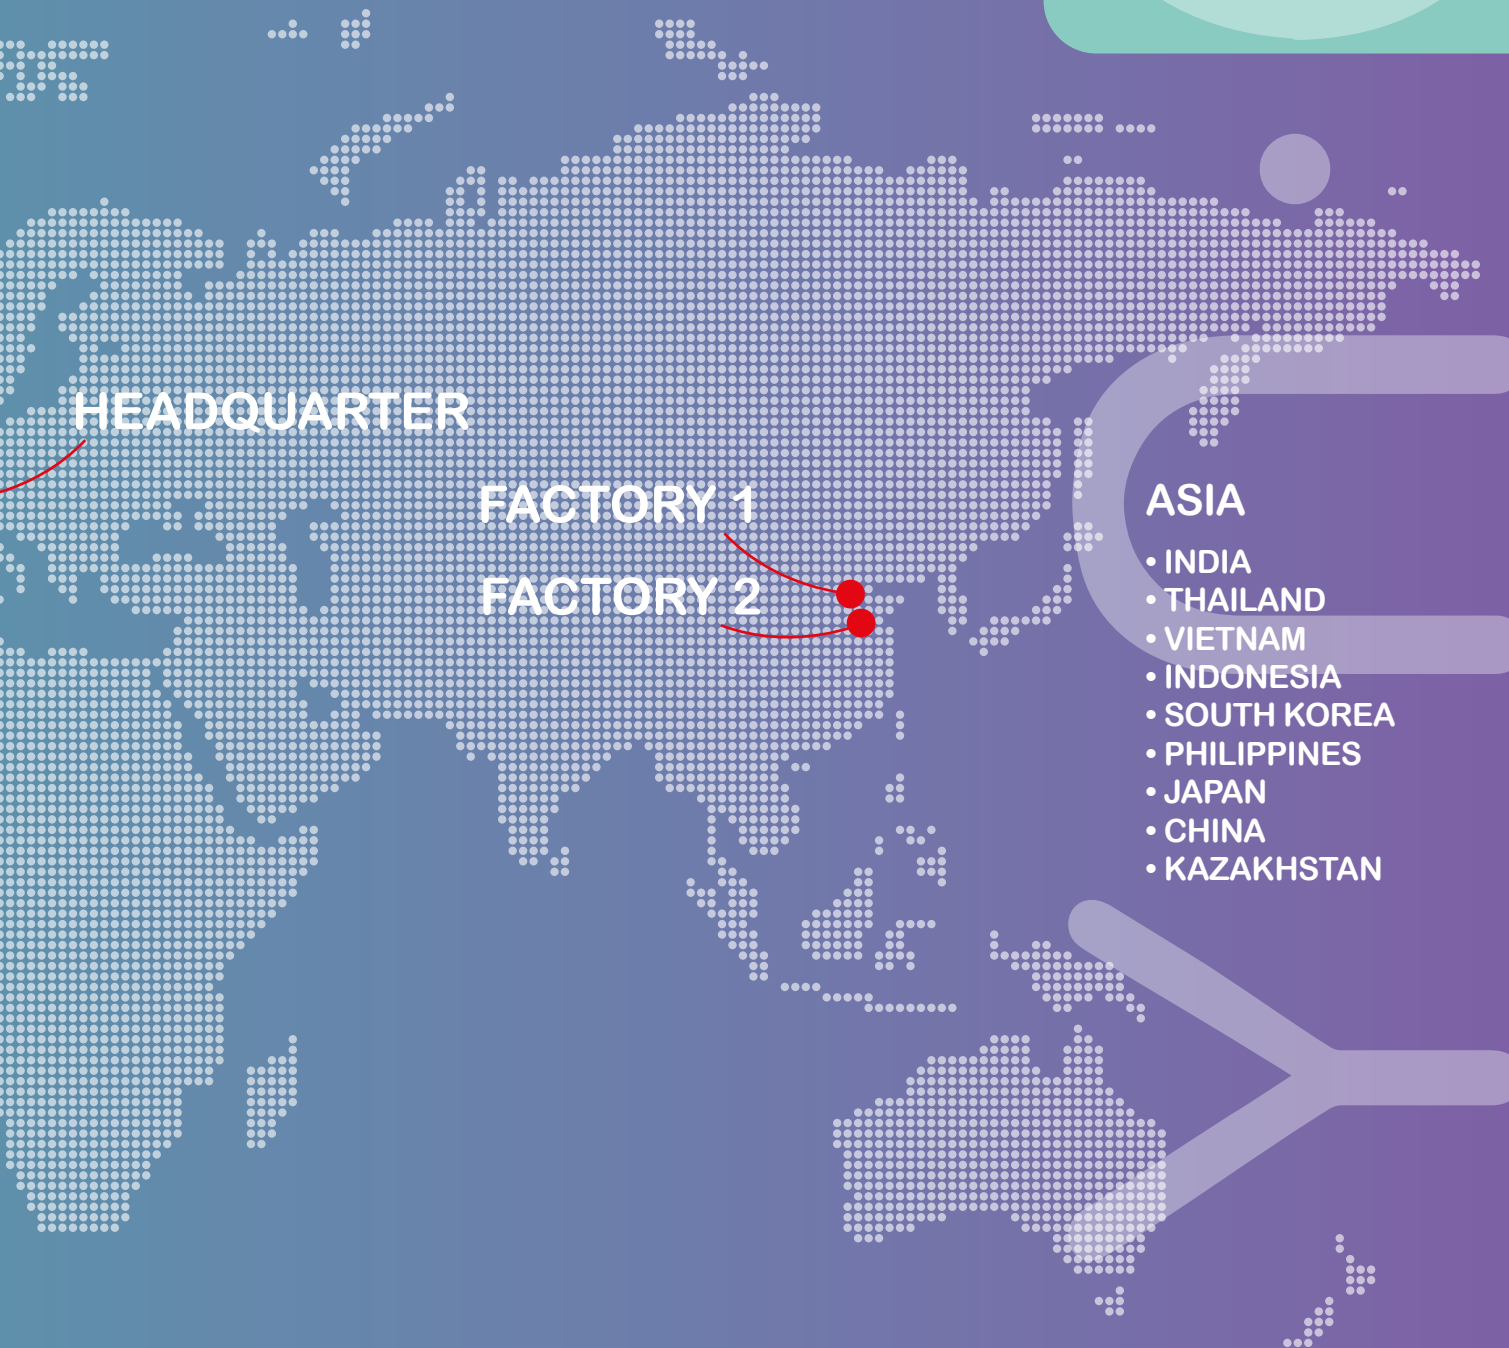 HEADQUARTER
FACTORY 1
FACTORY 2
ASIA
• INDIA
• THAILAND
• VIETNAM
• INDONESIA
• SOUTH KOREA
• PHILIPPINES
• JAPAN
• CHINA
• KAZAKHSTAN